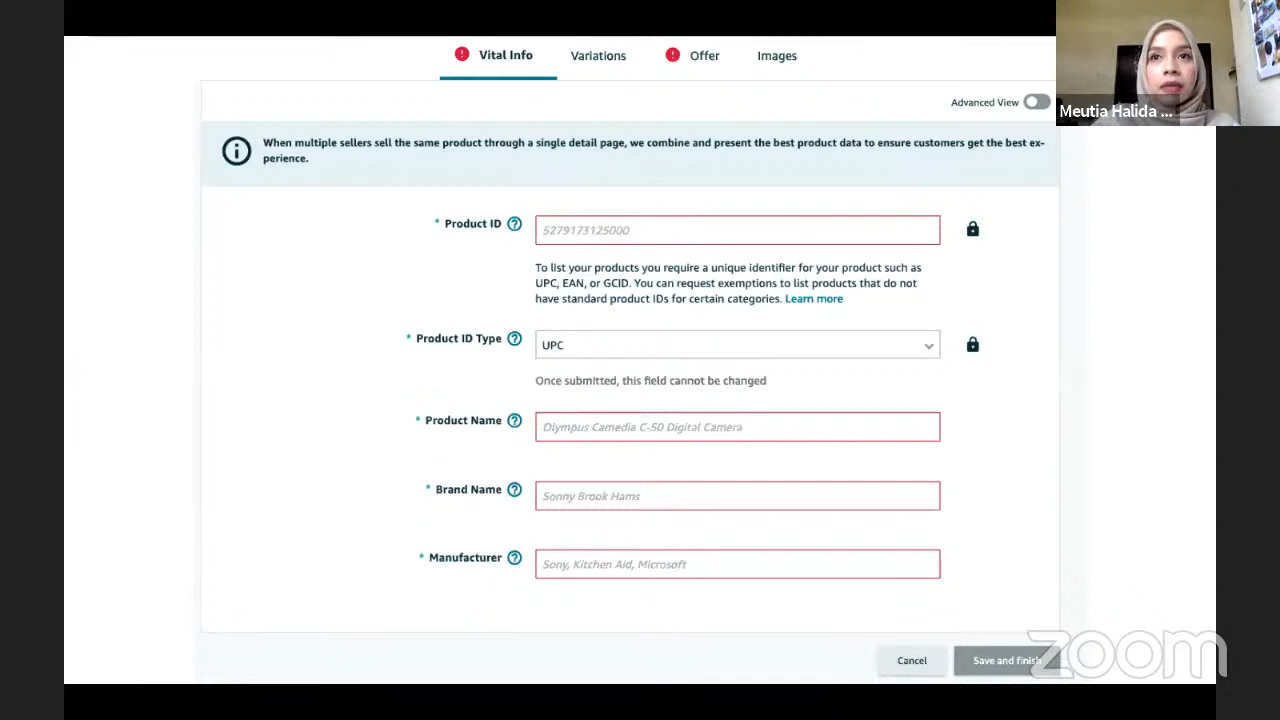 Vital Info
Variations
Offer
Images
Advanced View
Meutia Halida ...
When multiple sellers sell the same product through a single detail page, we combine and present the best product data to ensure customers get the best ex-
perience.
* Product ID
5279173125000
To list your products you require a unique identifier for your product such as
UPC, EAN, or GCID. You can request exemptions to list products that do not
have standard product IDs for certain categories. Learn more
* Product ID Type
UPC
Once submitted, this field cannot be changed
* Product Name
Olympus Camedia C-50 Digital Camera
* Brand Name
Sonny Brook Hams
* Manufacturer
Sony, Kitchen Aid, Microsoft
Cancel
Save and finish
zoom